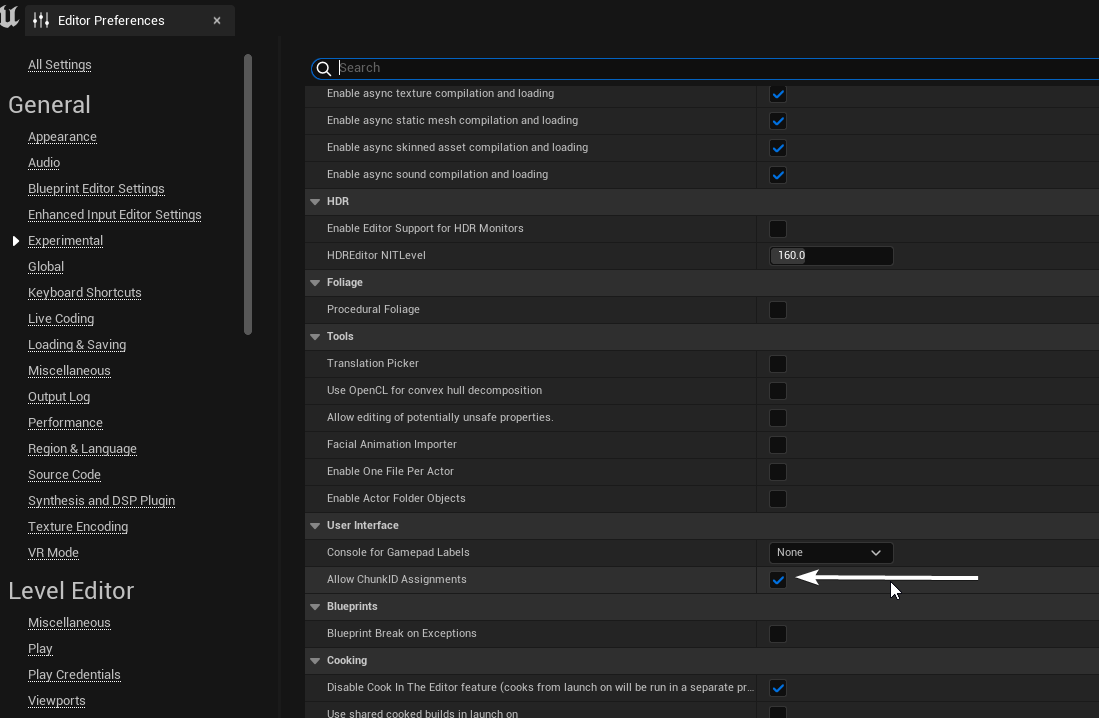 Editor Preferences
All Settings
General
Appearance
Audio
Blueprint Editor Settings
Enhanced Input Editor Settings
Experimental
Global
Keyboard Shortcuts
Live Coding
Loading & Saving
Miscellaneous
Output Log
Performance
Region & Language
Source Code
Synthesis and DSP Plugin
Texture Encoding
VR Mode
Level Editor
Miscellaneous
Play
Play Credentials
Viewports
Search
Enable async texture compilation and loading
Enable async static mesh compilation and loading
Enable async skinned asset compilation and loading
Enable async sound compilation and loading
HDR
Enable Editor Support for HDR Monitors
HDREditor NITLevel 160.0
Foliage
Procedural Foliage
Tools
Translation Picker
Use OpenCL for convex hull decomposition
Allow editing of potentially unsafe properties.
Facial Animation Importer
Enable One File Per Actor
Enable Actor Folder Objects
User Interface
Console for Gamepad Labels None
Allow ChunkID Assignments
Blueprints
Blueprint Break on Exceptions
Cooking
Disable Cook In The Editor feature (cooks from launch on will be run in a separate pr...
Use shared cooked builds in launch on